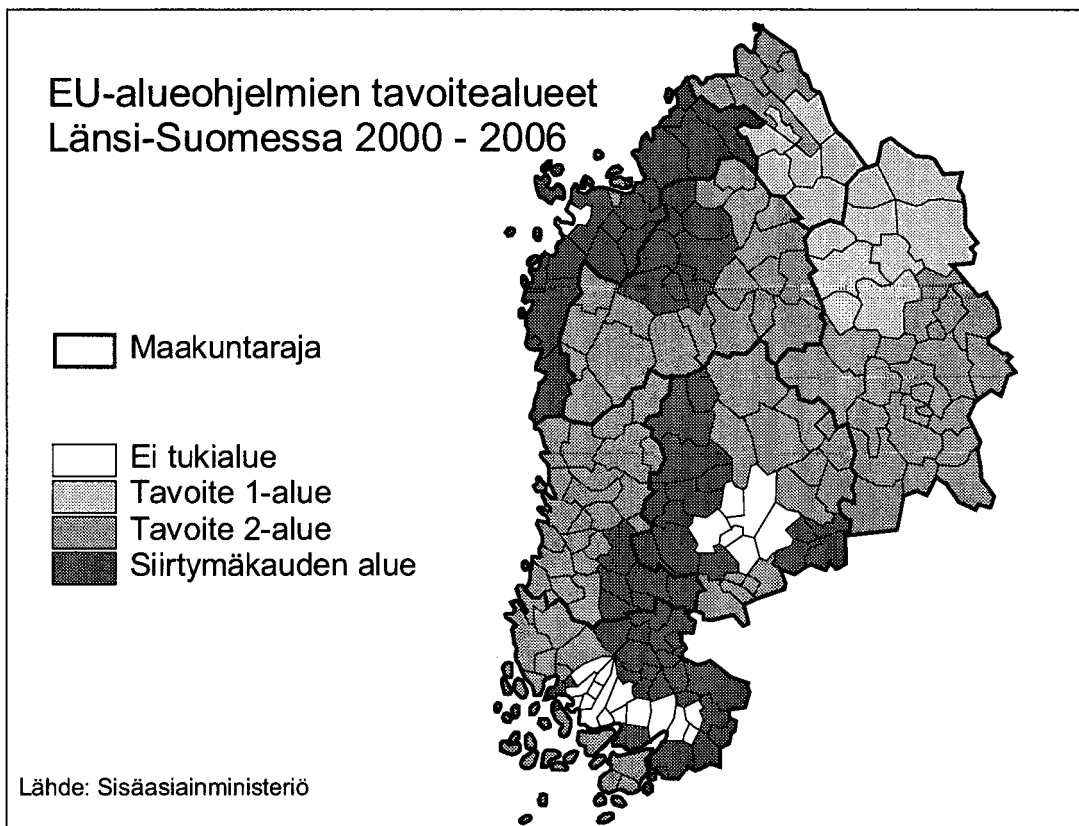 EU-alueohjelmien tavoitealueet
Länsi-Suomessa 2000 - 2006
Maakuntaraja
Ei tukialue
Tavoite 1-alue
Tavoite 2-alue
Siirtymäkauden alue
Lähde: Sisäasiainministeriö